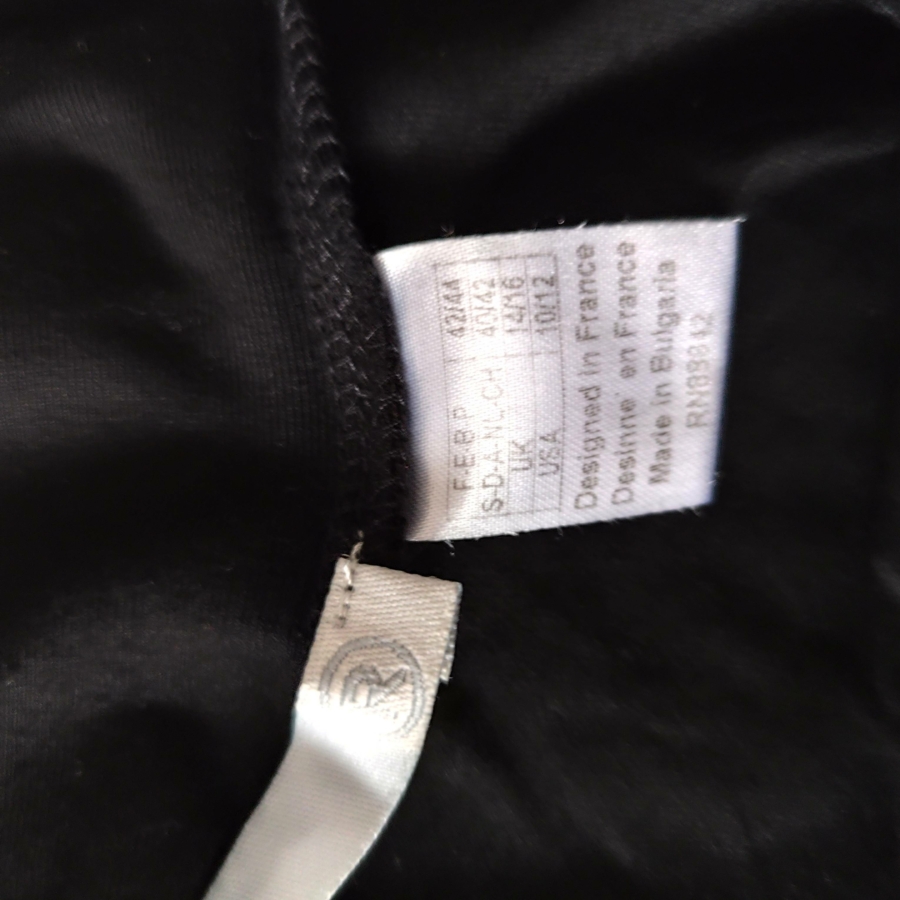 F-E-B-P 42/44
S-D-A-NL-CH 40/42
UK 14/16
USA 10/12
Designed in France
Desinne en France
Made in Bulgaria
R